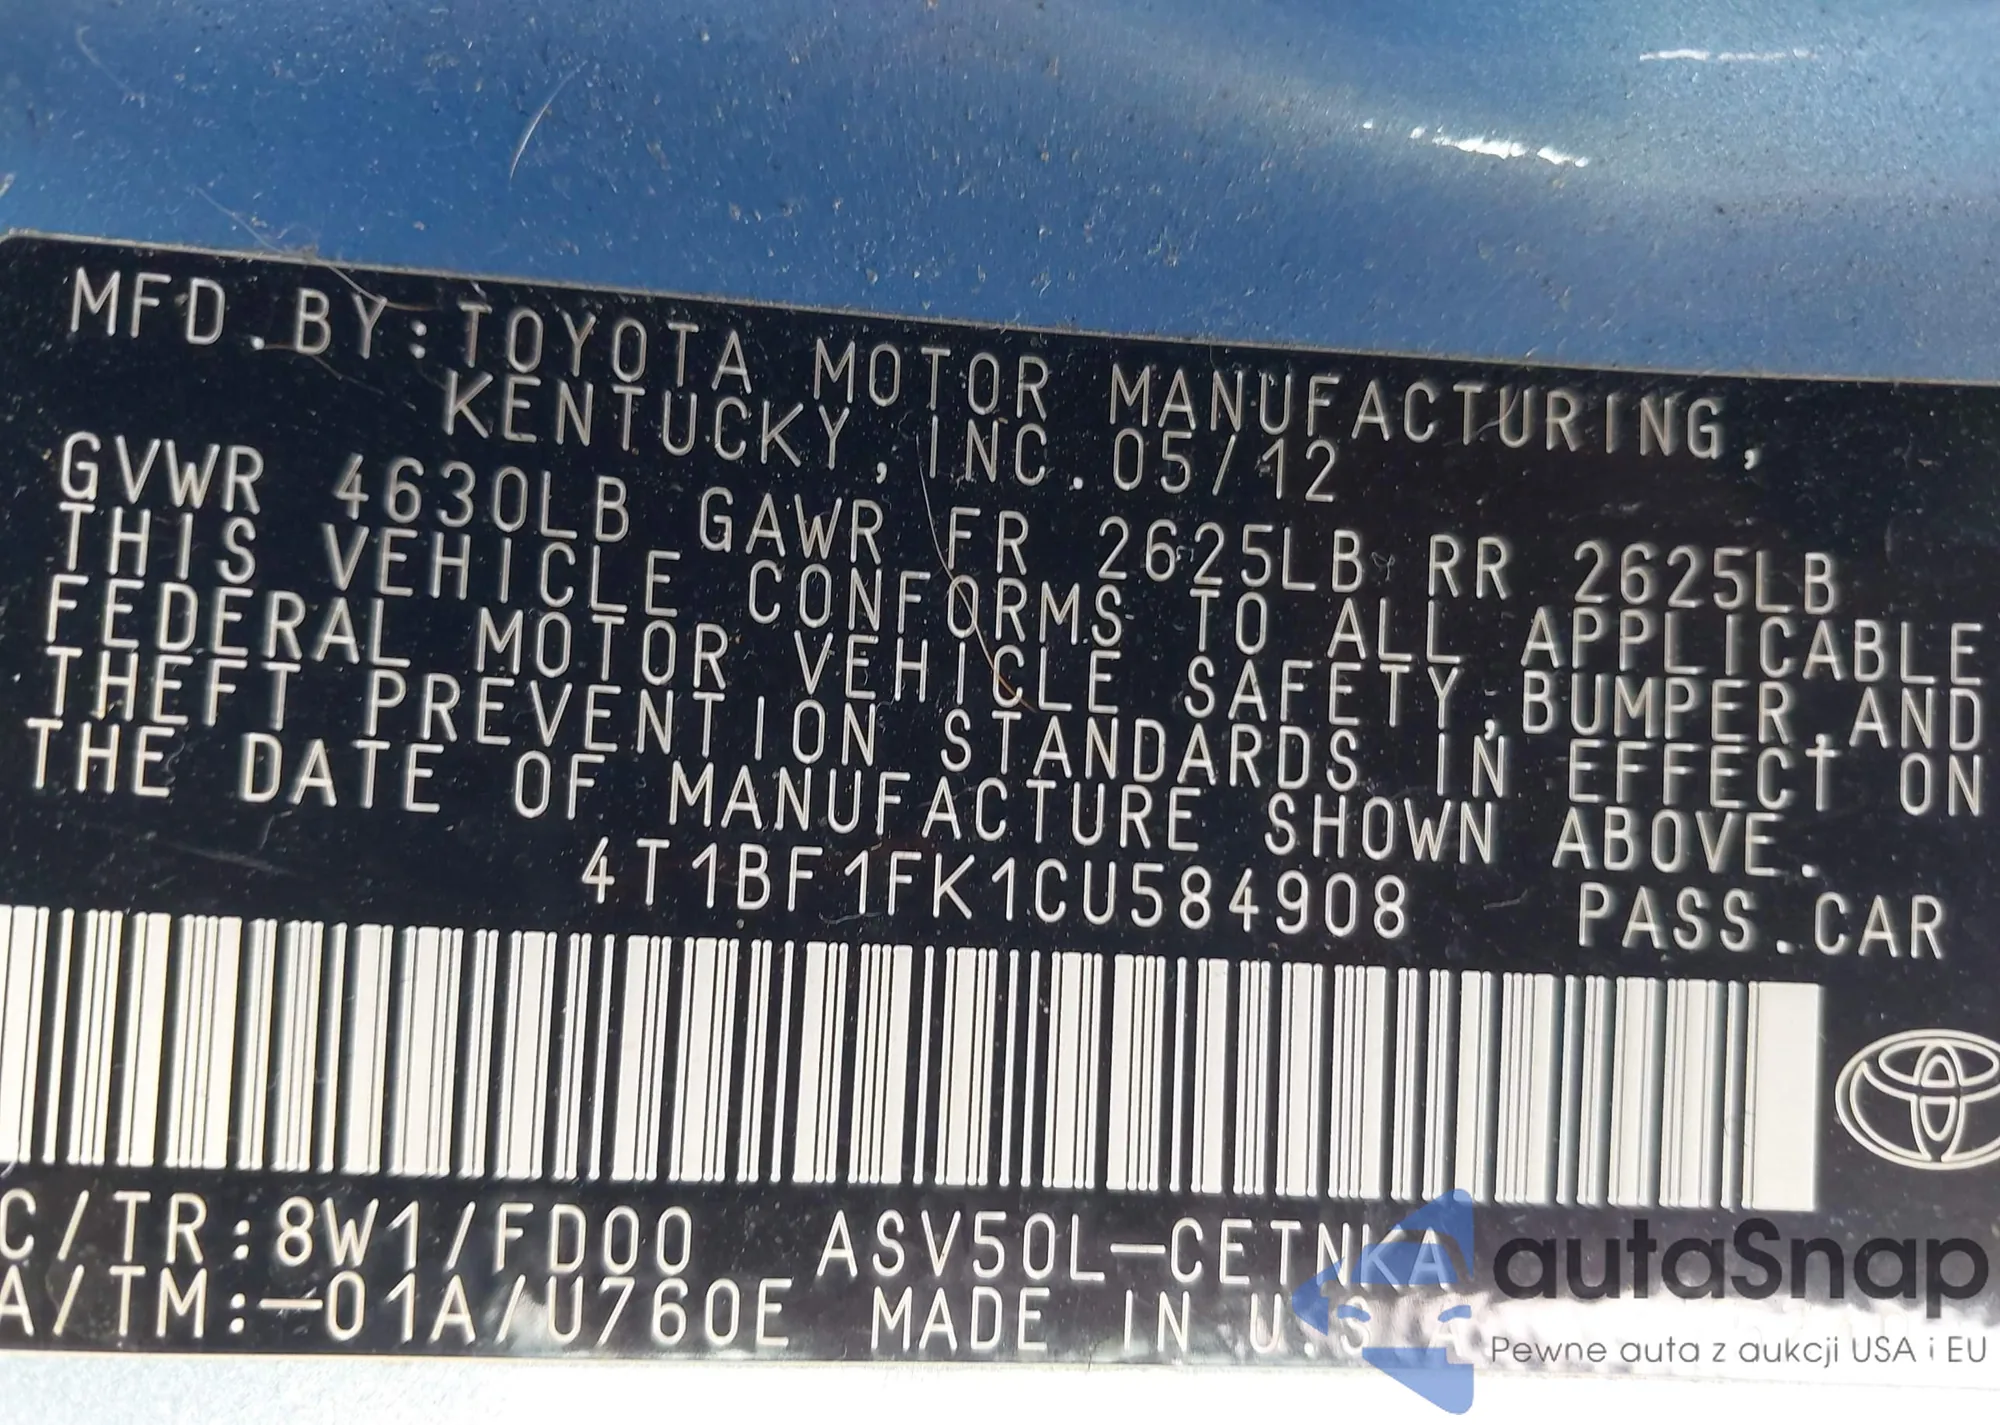 MFD.BY:TOYOTA MOTOR MANUFACTURING,
KENTUCKY, INC.05/12
GVWR 4630LB GAWR FR 2625LB RR 2625LB
THIS VEHICLE CONFORMS TO ALL APPLICABLE
FEDERAL MOTOR VEHICLE SAFETY,BUMPER,AND
THEFT PREVENTION STANDARDS IN EFFECT ON
THE DATE OF MANUFACTURE SHOWN ABOVE.
4T1BF1FK1CU584908 PASS.CAR
C/TR:8W1/FD00 ASV50L-CETNKA
A/TM:-01A/U760E MADE IN U.S.A
autaSnap
Pewne auta z aukcji USA i EU